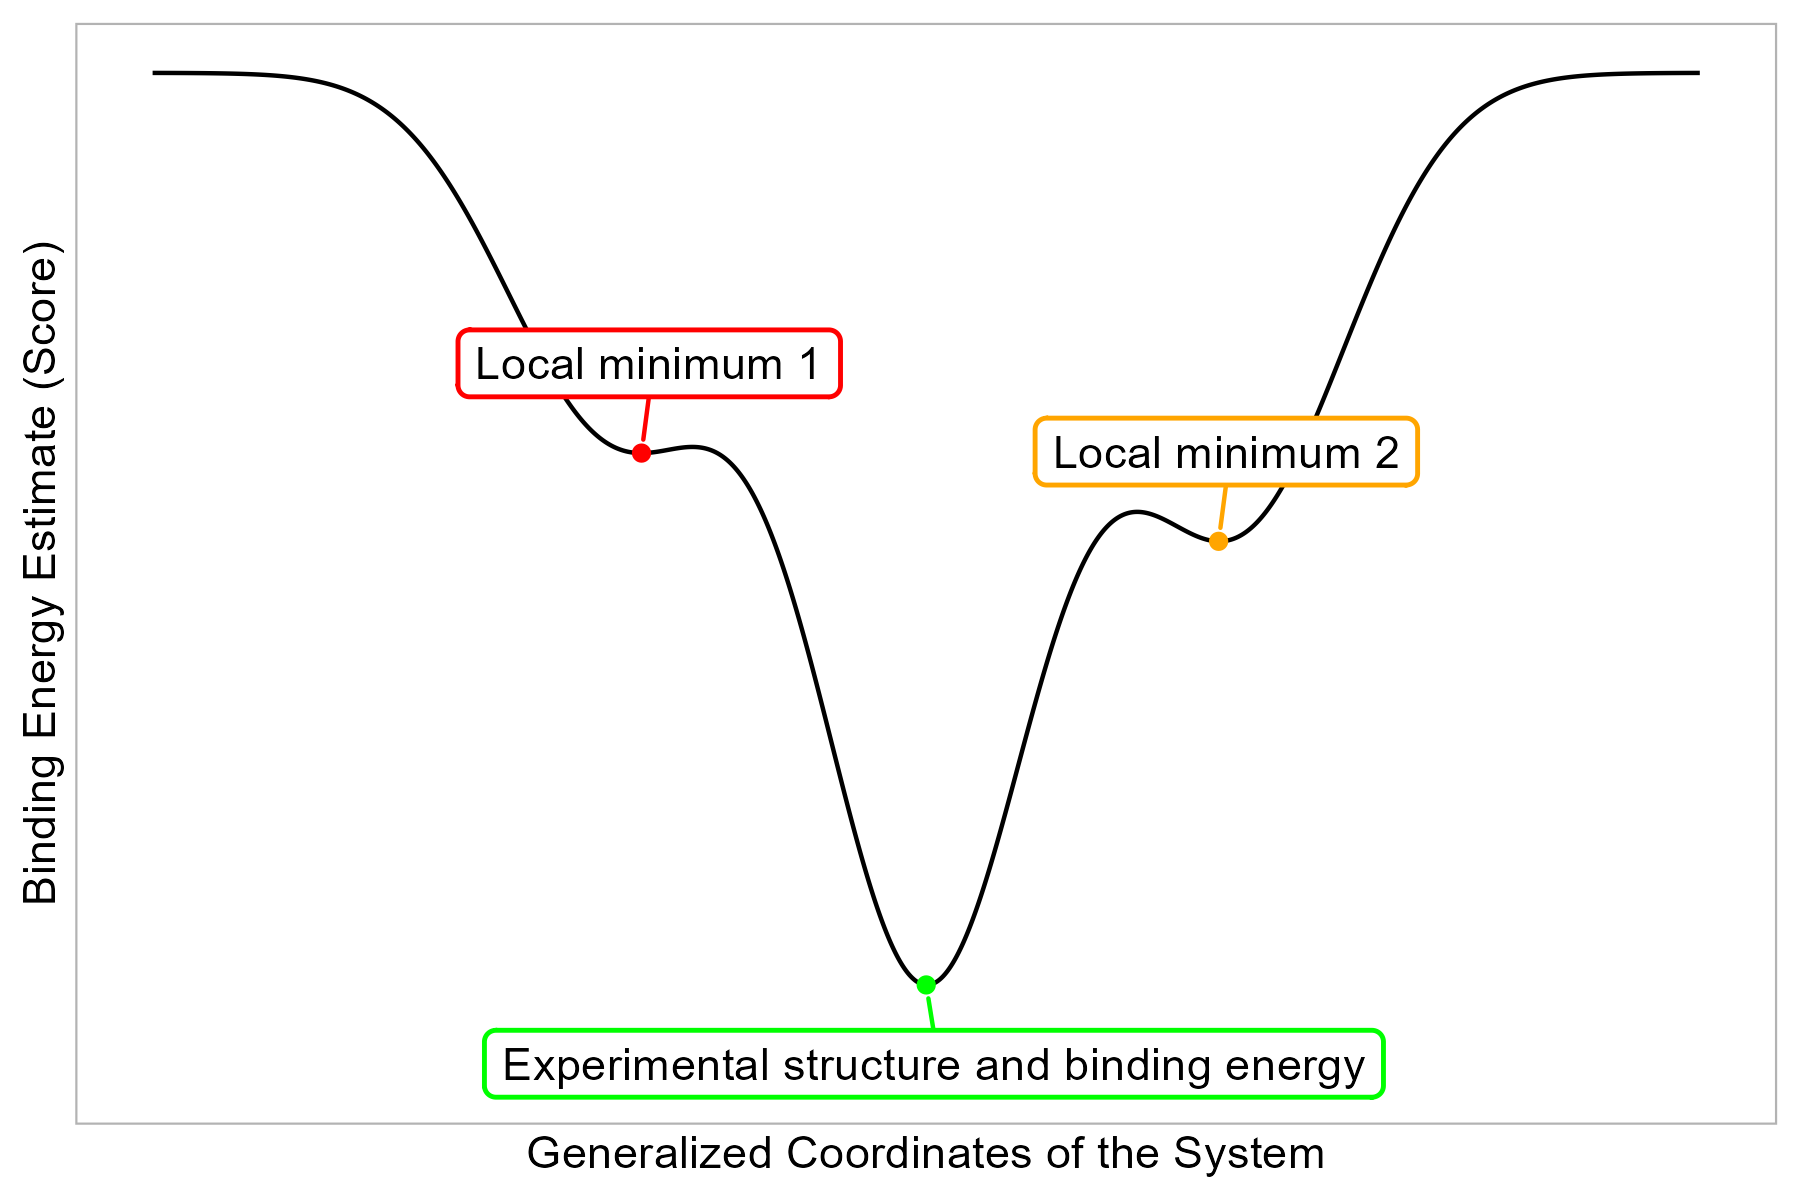 Binding Energy Estimate (Score)
Local minimum 1
Local minimum 2
Experimental structure and binding energy
Generalized Coordinates of the System